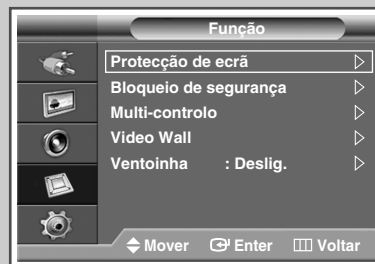 Função
Protecção de ecrã
Bloqueio de segurança
Multi-controlo
Video Wall
Ventoinha : Deslig.
Mover Enter Voltar